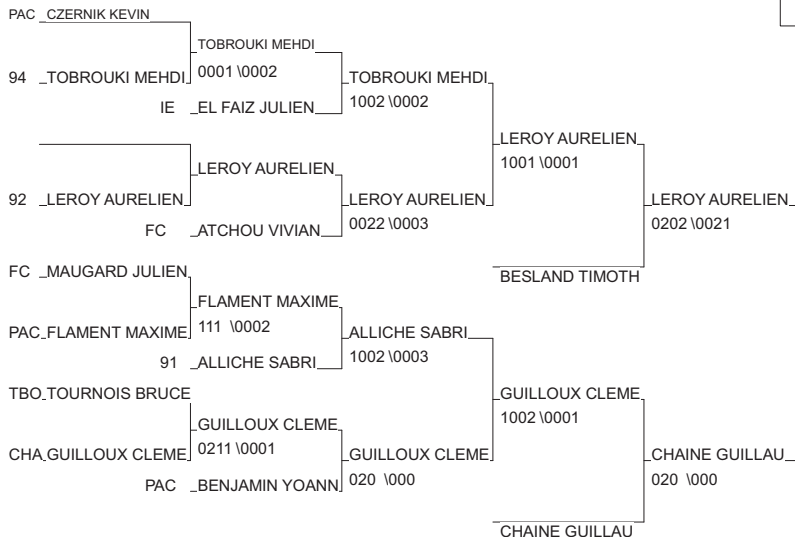 PAC CZERNIK KEVIN
TOBROUKI MEHDI
0001 \0002
94 TOBROUKI MEHDI
TOBROUKI MEHDI
1002 \0002
IE EL FAIZ JULIEN
LEROY AURELIEN
1001 \0001
LEROY AURELIEN
92 LEROY AURELIEN
LEROY AURELIEN
0022 \0003
LEROY AURELIEN
0202 \0021
FC ATCHOU VIVIAN
BESLAND TIMOTH
FC MAUGARD JULIEN
FLAMENT MAXIME
111 \0002
PAC FLAMENT MAXIME
ALLICHE SABRI
1002 \0003
91 ALLICHE SABRI
TBO TOURNOIS BRUCE
GUILLOUX CLEME
1002 \0001
GUILLOUX CLEME
0211 \0001
CHA GUILLOUX CLEME
GUILLOUX CLEME
020 \000
CHAINE GUILLAU
020 \000
PAC BENJAMIN YOANN
CHAINE GUILLAU